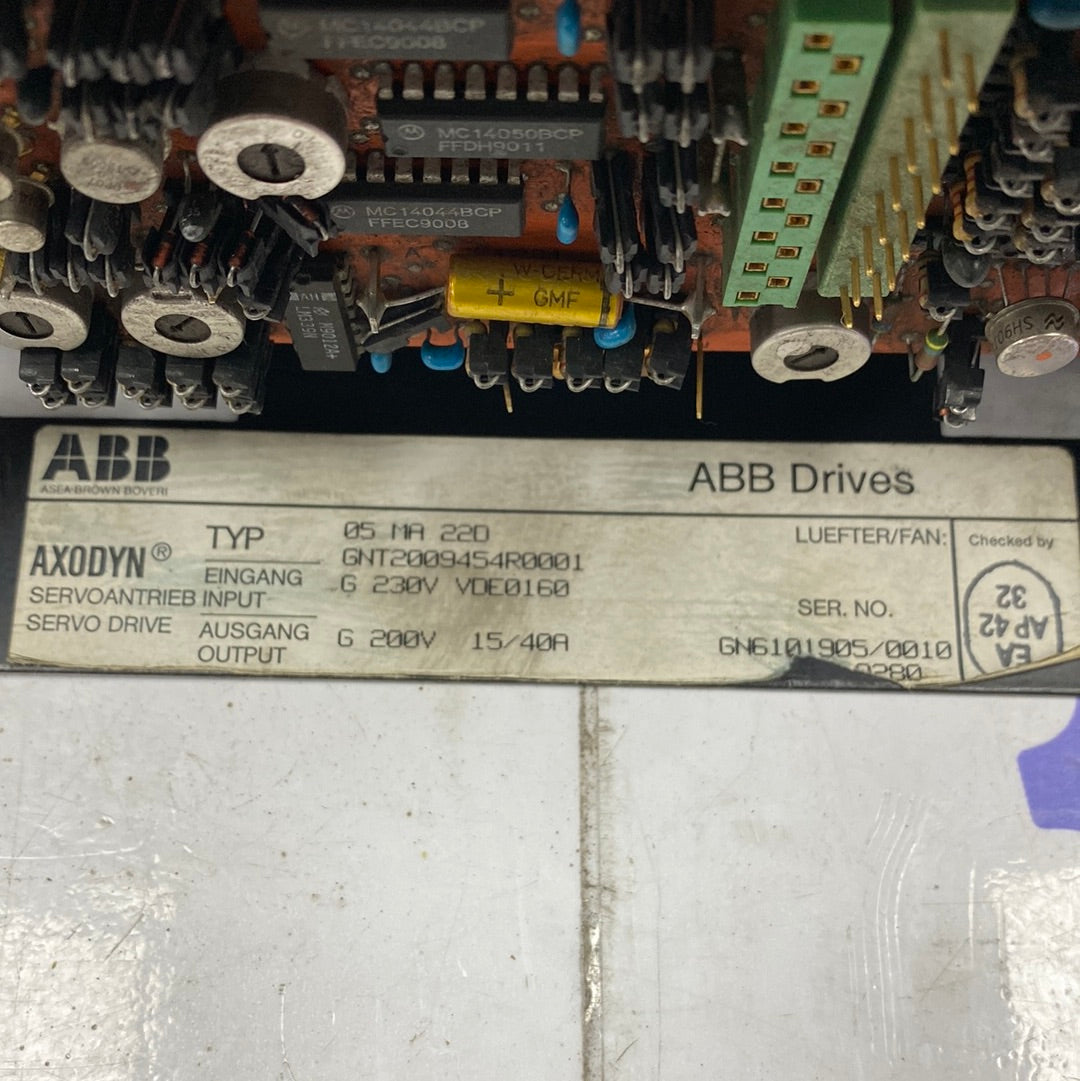 MC14044BCP
FFEC9008
MC14050BCP
FFDH9011
MC14044BCP
FFEC9008
W-GERM
+ GMF
ABB
ASEA BROWN BOVERI
ABB Drives
AXODYN®
SERVOANTRIEB
SERVO DRIVE
TYP
05 MA 22D
GNT2009454R0001
EINGANG
INPUT
G 230V VDE0160
AUSGANG
OUTPUT
G 200V 15/40A
LUEFTER/FAN:
SER. NO.
GN6101905/0010
0280
Checked by
EA
AP 42
32